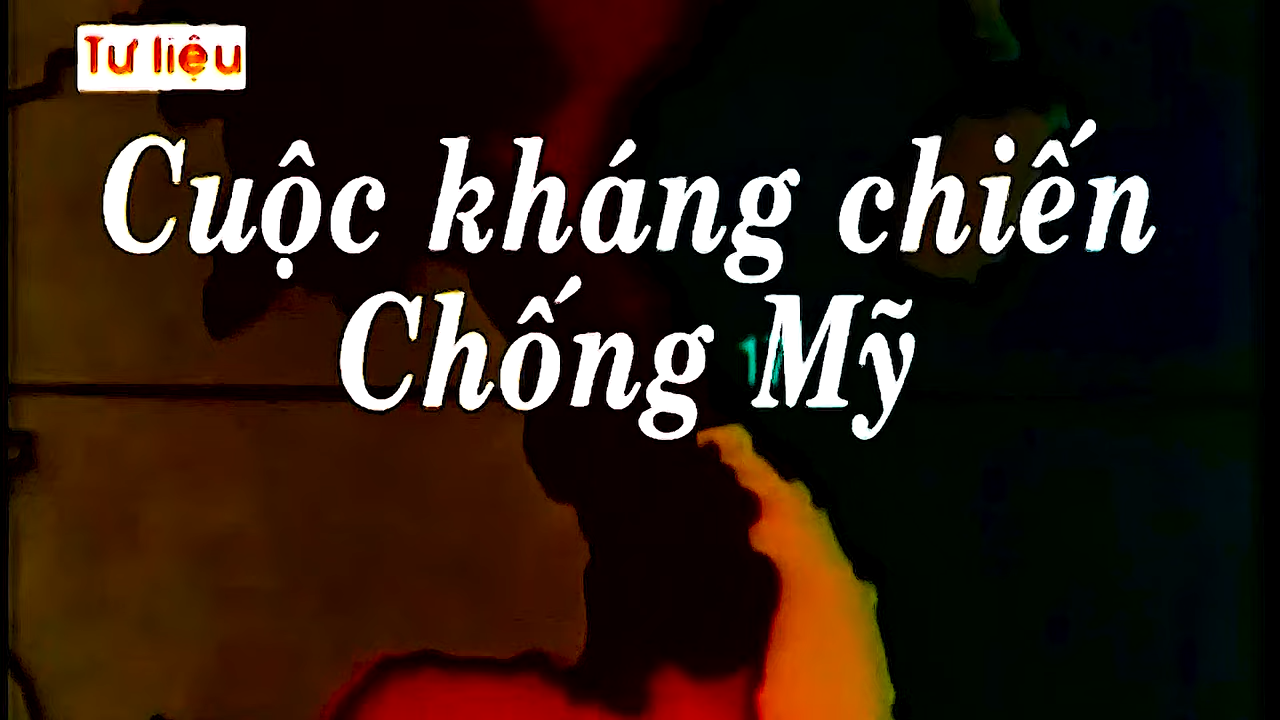 Tư liệu
Cuộc kháng chiến
Chống Mỹ